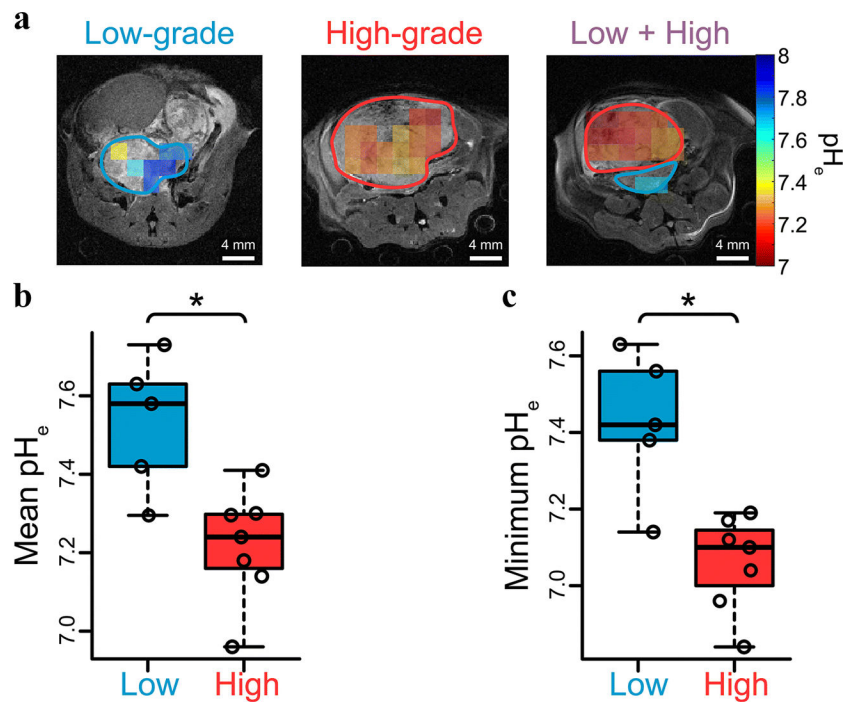 a
Low-grade
High-grade
Low + High
4 mm
4 mm
4 mm
8
7.8
7.6
7.4
7.2
7
pHe
b
*
Mean pHe
7.6
7.4
7.2
7.0
Low
High
c
*
Minimum pHe
7.6
7.4
7.2
7.0
Low
High